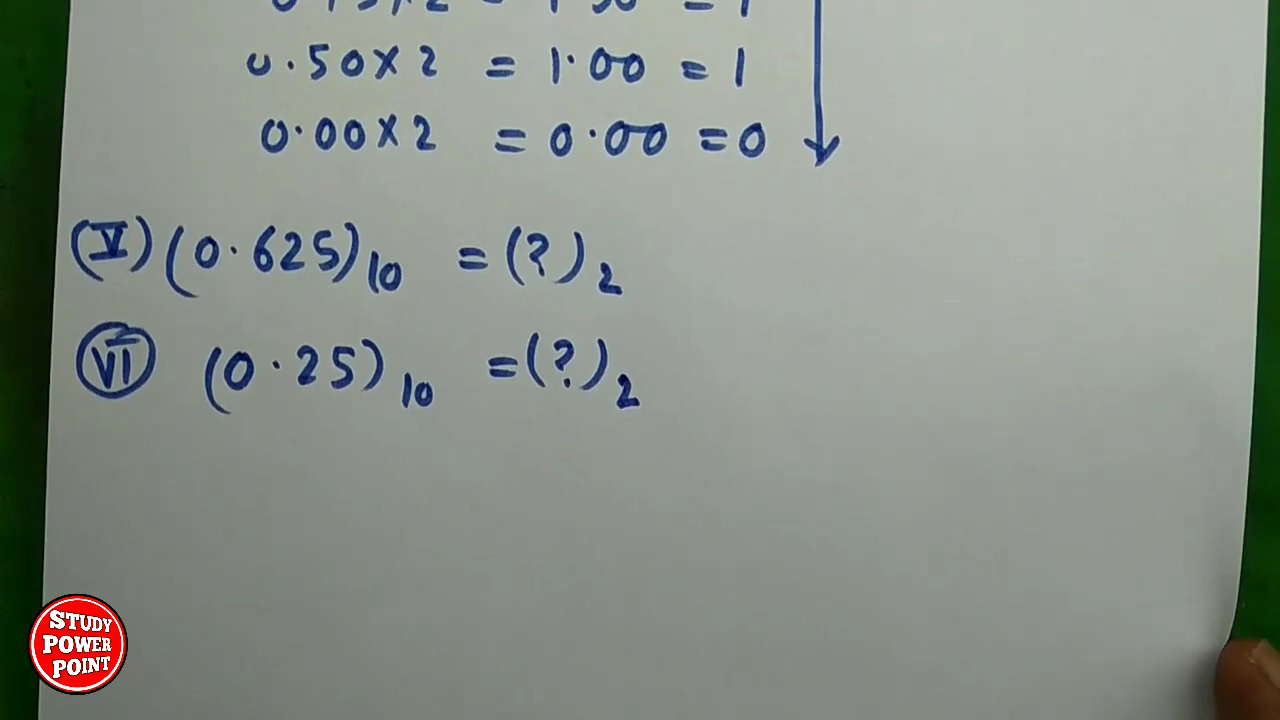 0.50×2 = 1.00 = 1
0.00×2 = 0.00 = 0
(V) (0.625)₁₀ = (?)₂
VI (0.25)₁₀ = (?)₂
STUDY
POWER
POINT